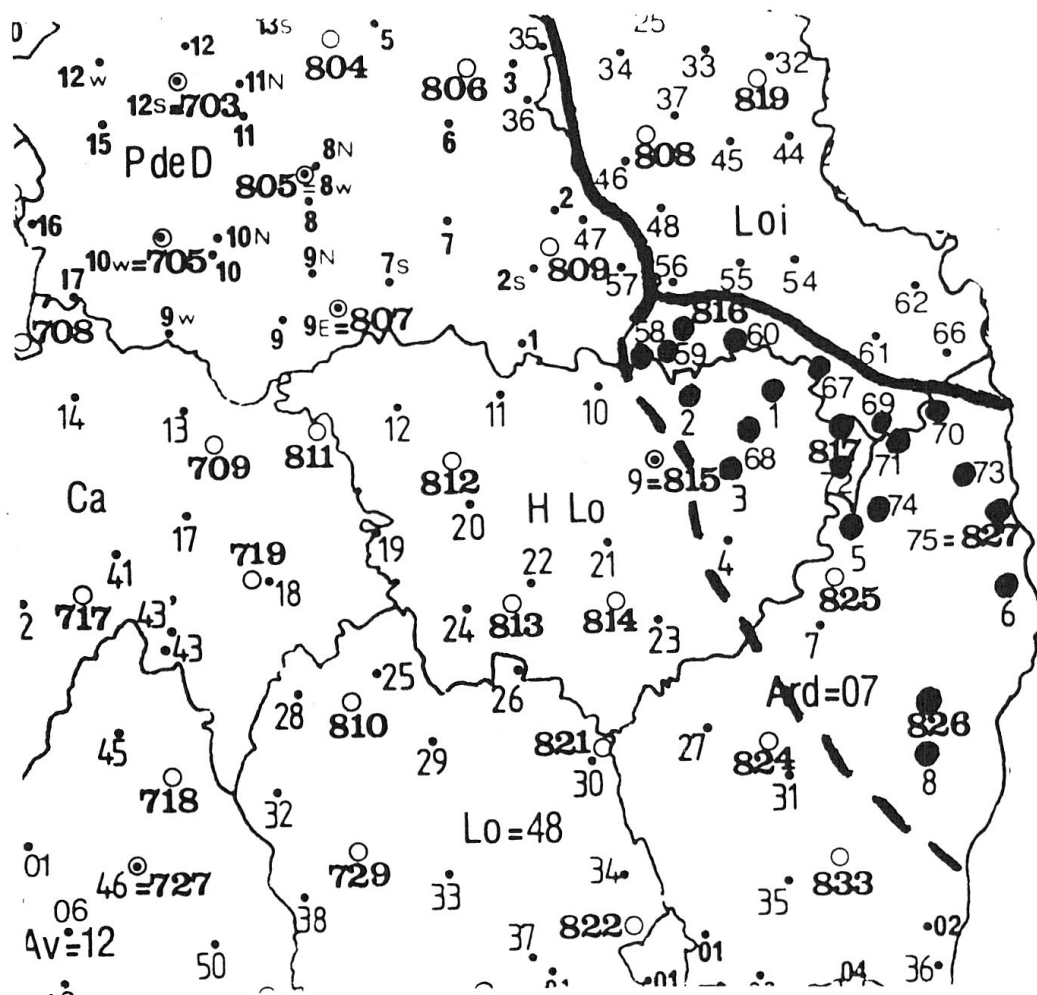 13s 5 35 25
12 804 34 33 32
12w 3 806 819
11N 36 37
12s=703
15 11 6 808 45 44
P de D 8N 46
805=8w
8 2 48 Loi
16 47
10N 7
10w=705 10 9N 7s 2s 809 57 56 55 54
17 62
9w 9 9E=807 816
708 1 58 60 61 66
59
14 13 12 11 10 2 1 67 69
709 811 68 817 70
812 9=815 3 71 73
Ca 20 H Lo 74
17 19 22 21 4 5 75=827
41 719 18
2 717 43' 24 813 814 23 825 6
43 7
25 26
28 810 Ard=07
45 29 821 27 826
718 30 824 8
32 31
Lo=48
01 729 34
46=727 33 35 833
06 38
Av=12 822 02
50 37 01 36
01 01 04